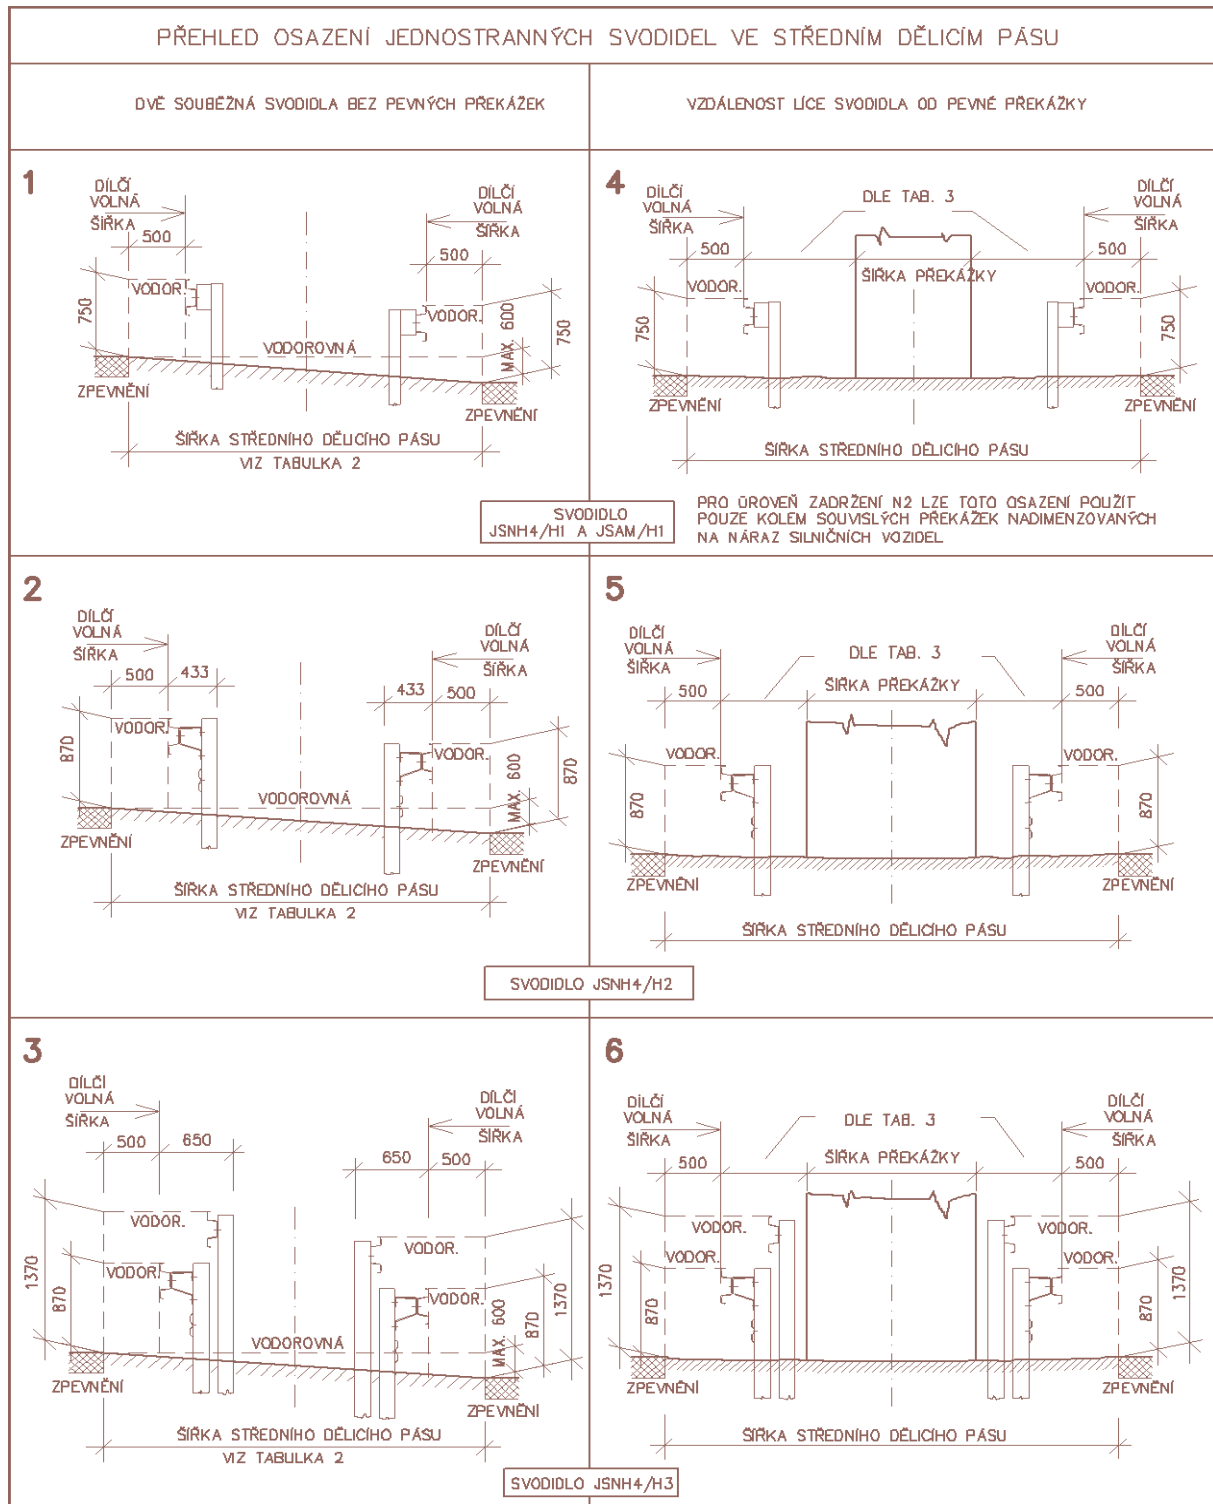 PŘEHLED OSAZENÍ JEDNOSTRANNÝCH SVODIDEL VE STŘEDNÍM DĚLICÍM PÁSU
DVĚ SOUBĚŽNÁ SVODIDLA BEZ PEVNÝCH PŘEKÁŽEK
VZDÁLENOST LÍCE SVODIDLA OD PEVNÉ PŘEKÁŽKY
1
DÍLČÍ
VOLNÁ
ŠÍŘKA
500
DÍLČÍ
VOLNÁ
ŠÍŘKA
500
VODOR.
VODOR.
750
VODOROVNÁ
MAX. 600
750
ZPEVNĚNÍ
ZPEVNĚNÍ
ŠÍŘKA STŘEDNÍHO DĚLICÍHO PÁSU
VIZ TABULKA 2
4
DÍLČÍ
VOLNÁ
ŠÍŘKA
DLE TAB. 3
DÍLČÍ
VOLNÁ
ŠÍŘKA
500
500
ŠÍŘKA PŘEKÁŽKY
VODOR.
VODOR.
750
750
ZPEVNĚNÍ
ZPEVNĚNÍ
ŠÍŘKA STŘEDNÍHO DĚLICÍHO PÁSU
PRO ÚROVEŇ ZADRŽENÍ N2 LZE TOTO OSAZENÍ POUŽÍT
POUZE KOLEM SOUVISLÝCH PŘEKÁŽEK NADIMENZOVANÝCH
NA NÁRAZ SILNIČNÍCH VOZIDEL
SVODIDLO
JSNH4/H1 A JSAM/H1
2
DÍLČÍ
VOLNÁ
ŠÍŘKA
500
433
DÍLČÍ
VOLNÁ
ŠÍŘKA
433
500
VODOR.
VODOR.
870
VODOROVNÁ
MAX. 600
870
ZPEVNĚNÍ
ZPEVNĚNÍ
ŠÍŘKA STŘEDNÍHO DĚLICÍHO PÁSU
VIZ TABULKA 2
5
DÍLČÍ
VOLNÁ
ŠÍŘKA
DLE TAB. 3
DÍLČÍ
VOLNÁ
ŠÍŘKA
500
ŠÍŘKA PŘEKÁŽKY
500
VODOR.
VODOR.
870
870
ZPEVNĚNÍ
ZPEVNĚNÍ
ŠÍŘKA STŘEDNÍHO DĚLICÍHO PÁSU
SVODIDLO JSNH4/H2
3
DÍLČÍ
VOLNÁ
ŠÍŘKA
500
650
DÍLČÍ
VOLNÁ
ŠÍŘKA
650
500
VODOR.
VODOR.
VODOR.
VODOR.
1370
870
VODOROVNÁ
MAX. 600
870
1370
ZPEVNĚNÍ
ZPEVNĚNÍ
ŠÍŘKA STŘEDNÍHO DĚLICÍHO PÁSU
VIZ TABULKA 2
6
DÍLČÍ
VOLNÁ
ŠÍŘKA
DLE TAB. 3
DÍLČÍ
VOLNÁ
ŠÍŘKA
500
ŠÍŘKA PŘEKÁŽKY
500
VODOR.
VODOR.
VODOR.
VODOR.
1370
870
870
1370
ZPEVNĚNÍ
ZPEVNĚNÍ
ŠÍŘKA STŘEDNÍHO DĚLICÍHO PÁSU
SVODIDLO JSNH4/H3